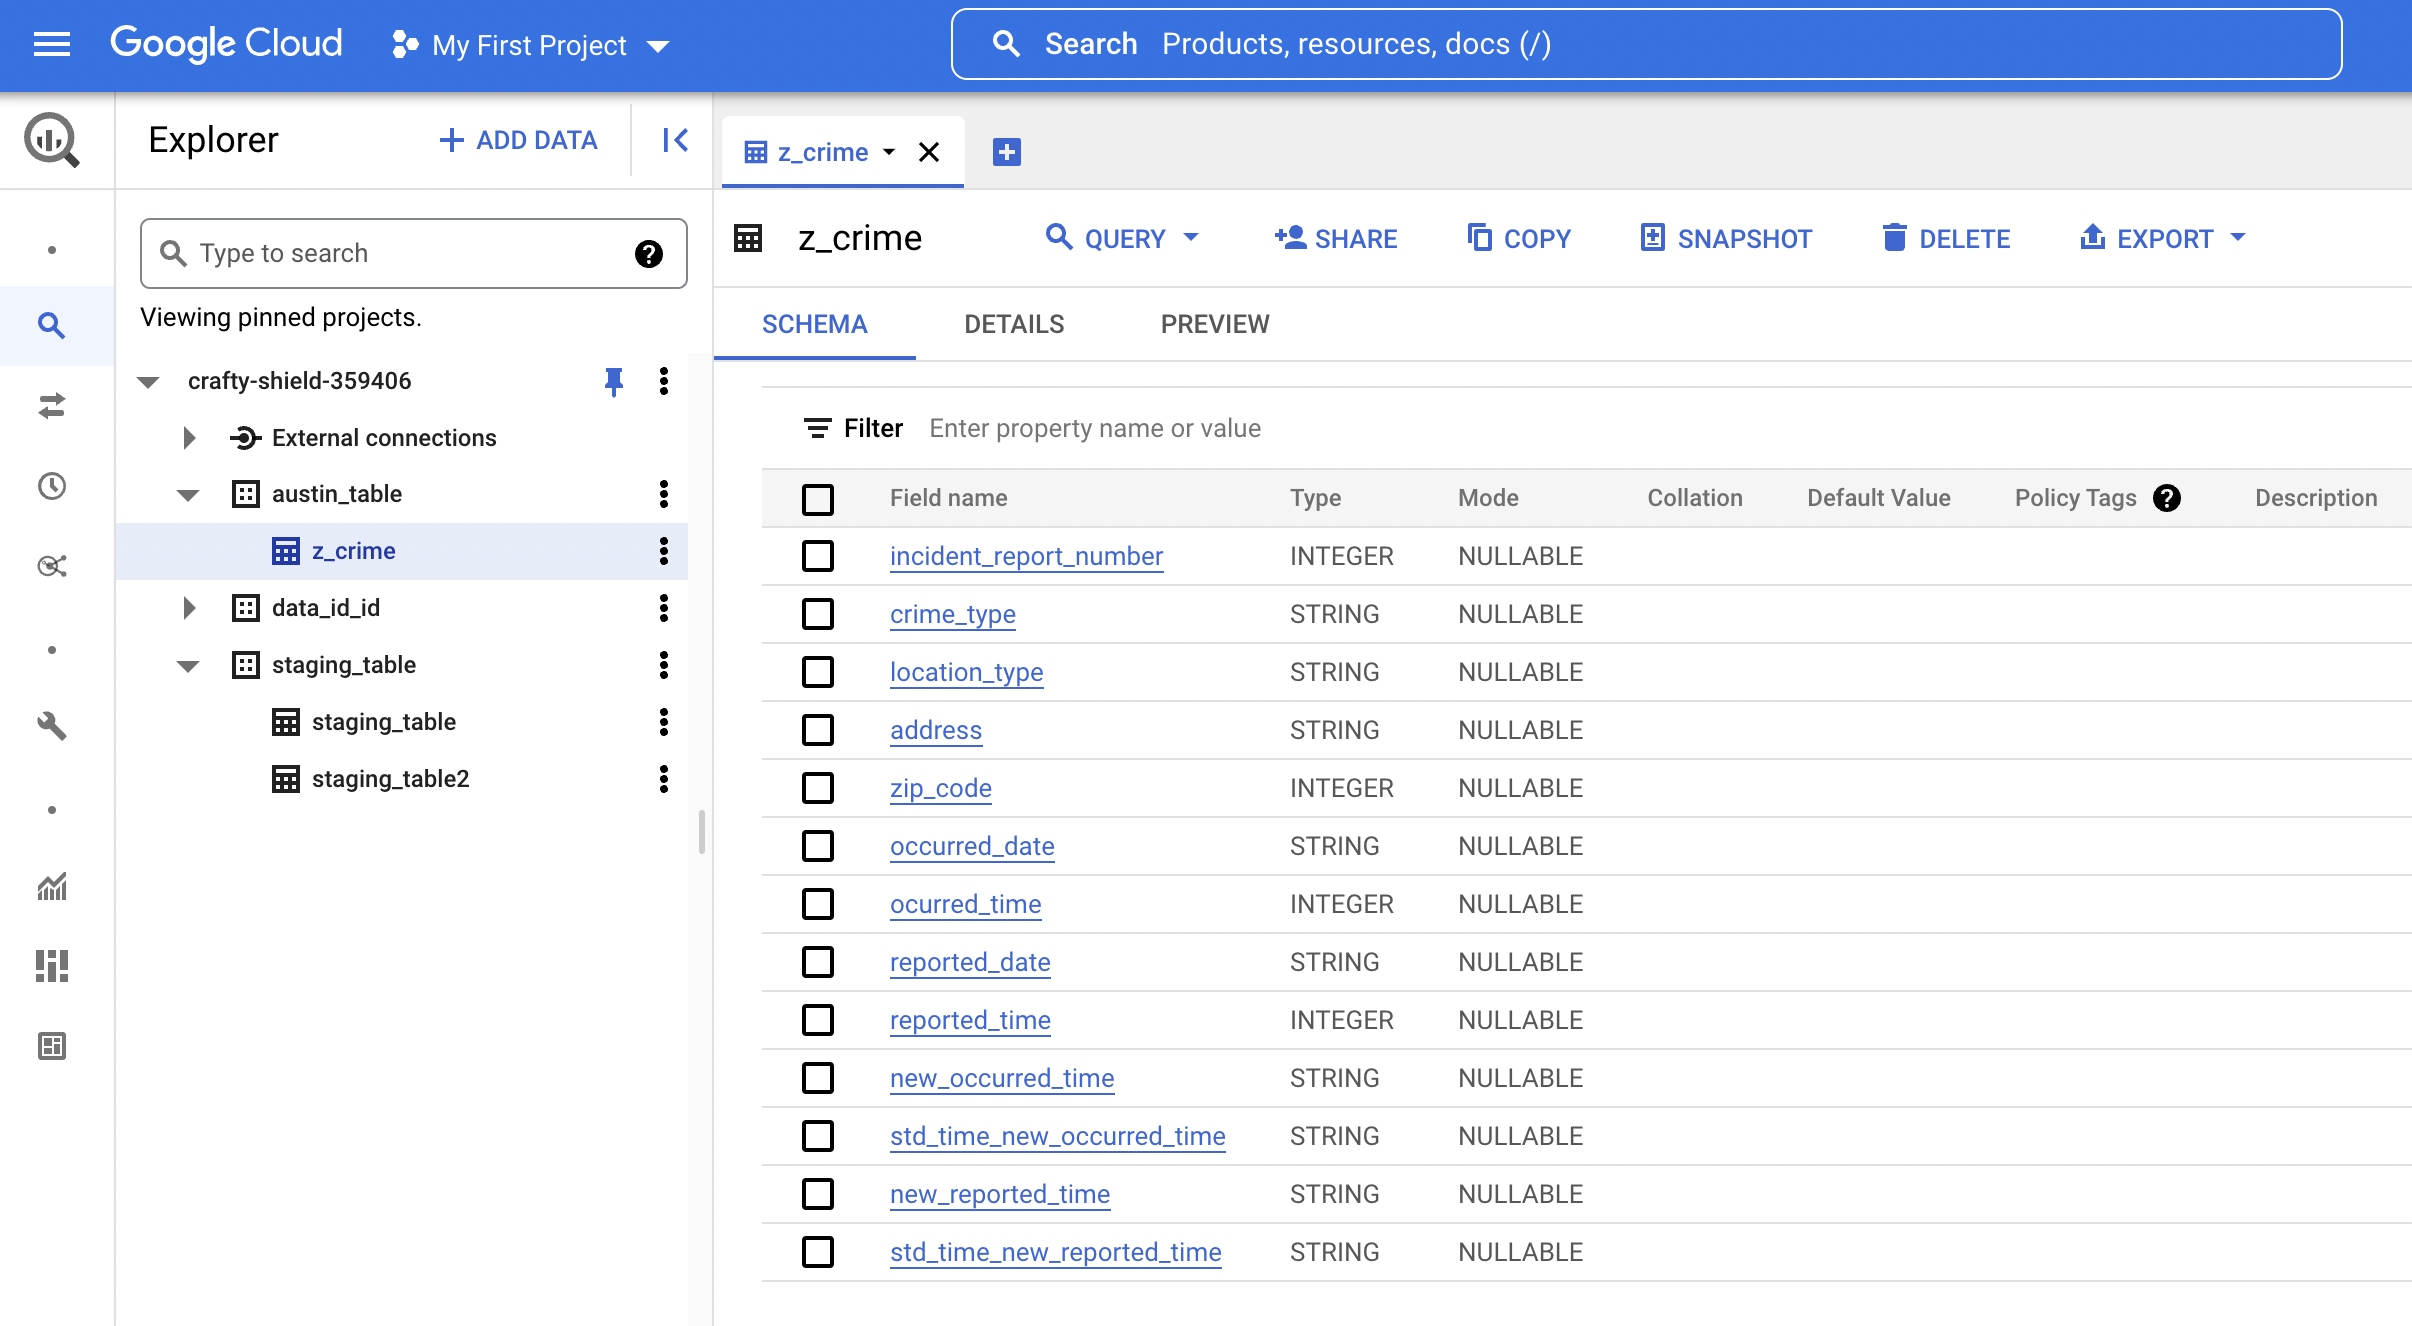 Google Cloud My First Project Search Products, resources, docs (/)
Explorer + ADD DATA
z_crime
Type to search ?
Viewing pinned projects.
crafty-shield-359406
External connections
austin_table
z_crime
data_id_id
staging_table
staging_table
staging_table2
z_crime QUERY SHARE COPY SNAPSHOT DELETE EXPORT
SCHEMA DETAILS PREVIEW
Filter Enter property name or value
Field name Type Mode Collation Default Value Policy Tags ? Description
incident_report_number INTEGER NULLABLE
crime_type STRING NULLABLE
location_type STRING NULLABLE
address STRING NULLABLE
zip_code INTEGER NULLABLE
occurred_date STRING NULLABLE
ocurred_time INTEGER NULLABLE
reported_date STRING NULLABLE
reported_time INTEGER NULLABLE
new_occurred_time STRING NULLABLE
std_time_new_occurred_time STRING NULLABLE
new_reported_time STRING NULLABLE
std_time_new_reported_time STRING NULLABLE